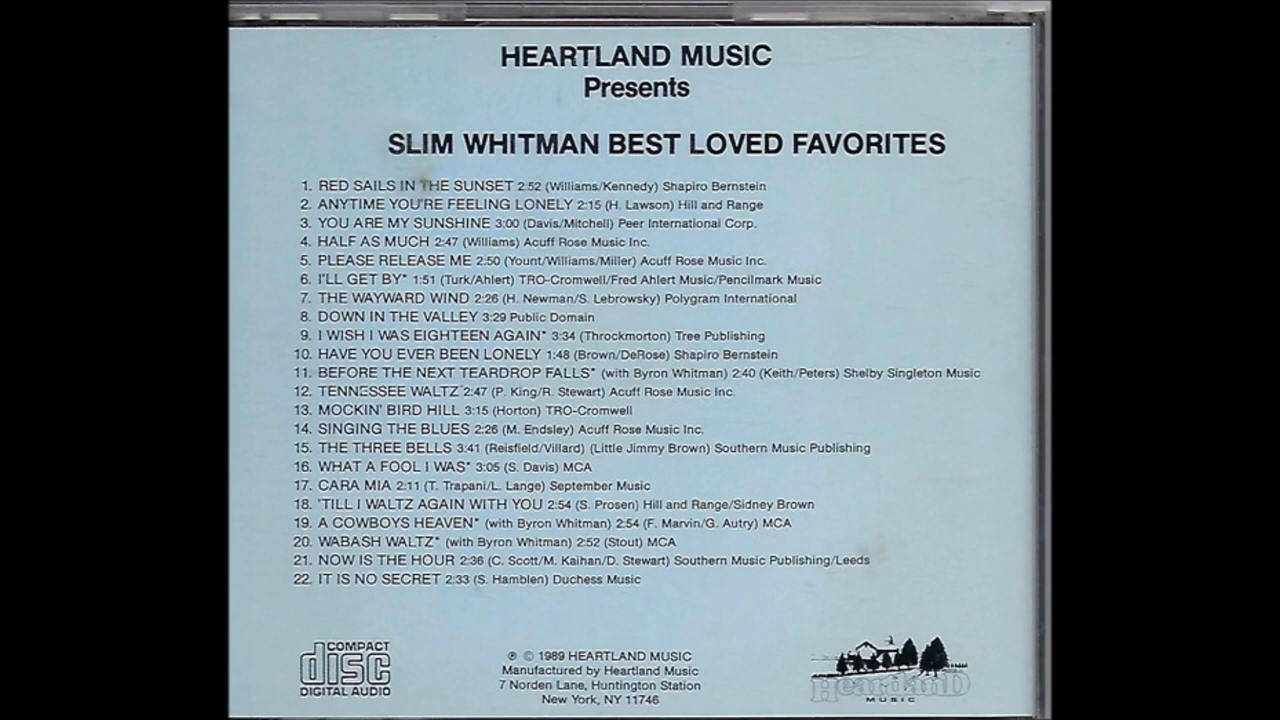 HEARTLAND MUSIC
Presents
SLIM WHITMAN BEST LOVED FAVORITES
1. RED SAILS IN THE SUNSET 2:52 (Williams/Kennedy) Shapiro Bernstein
2. ANYTIME YOU'RE FEELING LONELY 2:15 (H. Lawson) Hill and Range
3. YOU ARE MY SUNSHINE 3:00 (Davis/Mitchell) Peer International Corp.
4. HALF AS MUCH 2:47 (Williams) Acuff Rose Music Inc.
5. PLEASE RELEASE ME 2:50 (Yount/Williams/Miller) Acuff Rose Music Inc.
6. I'LL GET BY* 1:51 (Turk/Ahlert) TRO-Cromwell/Fred Ahlert Music/Pencilmark Music
7. THE WAYWARD WIND 2:26 (H. Newman/S. Lebrowsky) Polygram International
8. DOWN IN THE VALLEY 3:29 Public Domain
9. I WISH I WAS EIGHTEEN AGAIN* 3:34 (Throckmorton) Tree Publishing
10. HAVE YOU EVER BEEN LONELY 1:48 (Brown/DeRose) Shapiro Bernstein
11. BEFORE THE NEXT TEARDROP FALLS* (with Byron Whitman) 2:40 (Keith/Peters) Shelby Singleton Music
12. TENNESSEE WALTZ* 2:47 (P. King/R. Stewart) Acuff Rose Music Inc.
13. MOCKIN' BIRD HILL 3:15 (Horton) TRO-Cromwell
14. SINGING THE BLUES 2:26 (M. Endsley) Acuff Rose Music Inc.
15. THE THREE BELLS 3:41 (Reisfield/Villard) (Little Jimmy Brown) Southern Music Publishing
16. WHAT A FOOL I WAS* 3:05 (S. Davis) MCA
17. CARA MIA 2:11 (T. Trapani/L. Lange) September Music
18. 'TILL I WALTZ AGAIN WITH YOU 2:54 (S. Prosen) Hill and Range/Sidney Brown
19. A COWBOYS HEAVEN* (with Byron Whitman) 2:54 (F. Marvin/G. Autry) MCA
20. WABASH WALTZ* (with Byron Whitman) 2:52 (Stout) MCA
21. NOW IS THE HOUR 2:36 (C. Scott/M. Kaihan/D. Stewart) Southern Music Publishing/Leeds
22. IT IS NO SECRET 2:33 (S. Hamblen) Duchess Music
COMPACT
disc
DIGITAL AUDIO
℗ © 1989 HEARTLAND MUSIC
Manufactured by Heartland Music
7 Norden Lane, Huntington Station
New York, NY 11746
HeartlanD
MUSIC